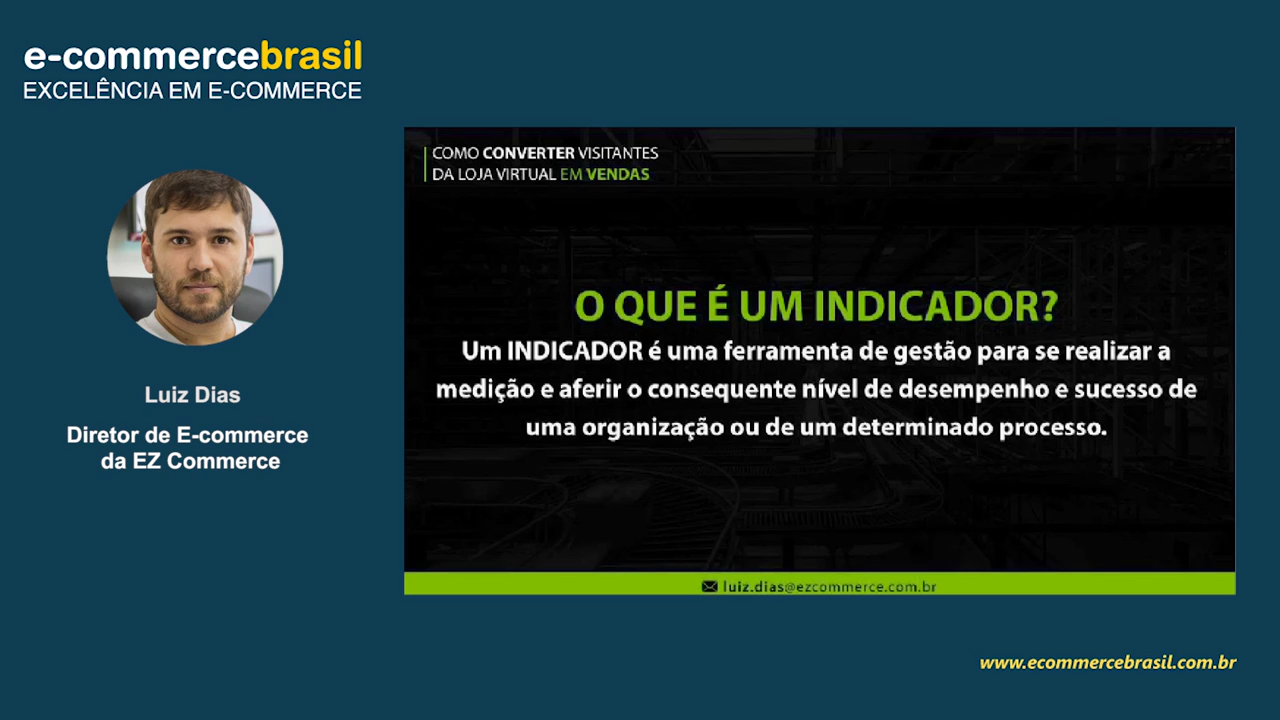 e-commercebrasil
EXCELÊNCIA EM E-COMMERCE
Luiz Dias
Diretor de E-commerce
da EZ Commerce
COMO CONVERTER VISITANTES
DA LOJA VIRTUAL EM VENDAS
O QUE É UM INDICADOR?
Um INDICADOR é uma ferramenta de gestão para se realizar a
medição e aferir o consequente nível de desempenho e sucesso de
uma organização ou de um determinado processo.
luiz.dias@ezcommerce.com.br
www.ecommercebrasil.com.br